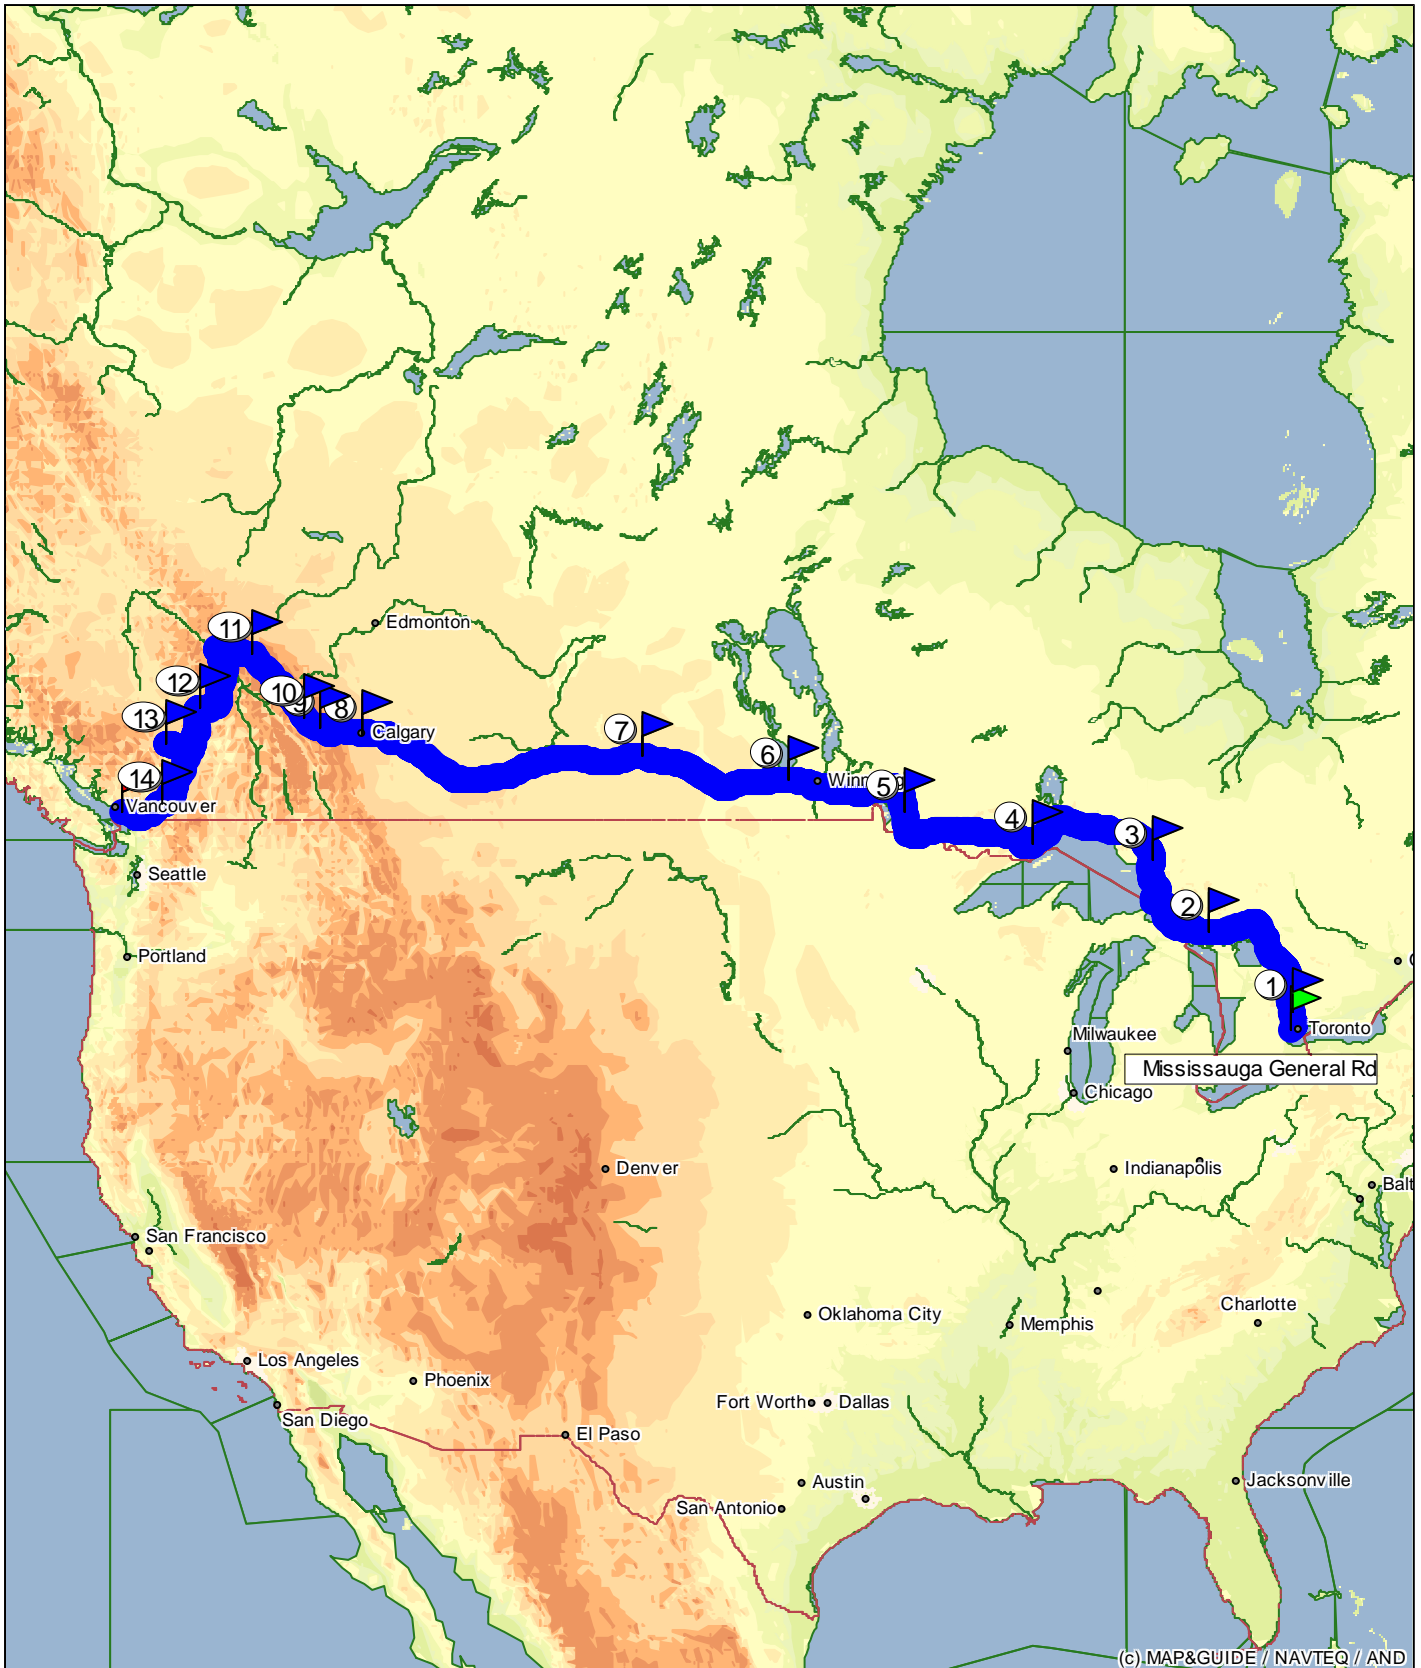 Edmonton
11
12
10
9
8
13
Calgary
7
6
14
Vancouver
5
4
3
Seattle
2
Portland
1
Toronto
Milwaukee
Mississauga General Rd
Chicago
Denver
Indianapolis
Balt
San Francisco
Oklahoma City
Charlotte
Memphis
Los Angeles
Phoenix
Fort Worth
Dallas
San Diego
El Paso
Austin
Jacksonville
San Antonio
(c) MAP&GUIDE / NAVTEQ / AND